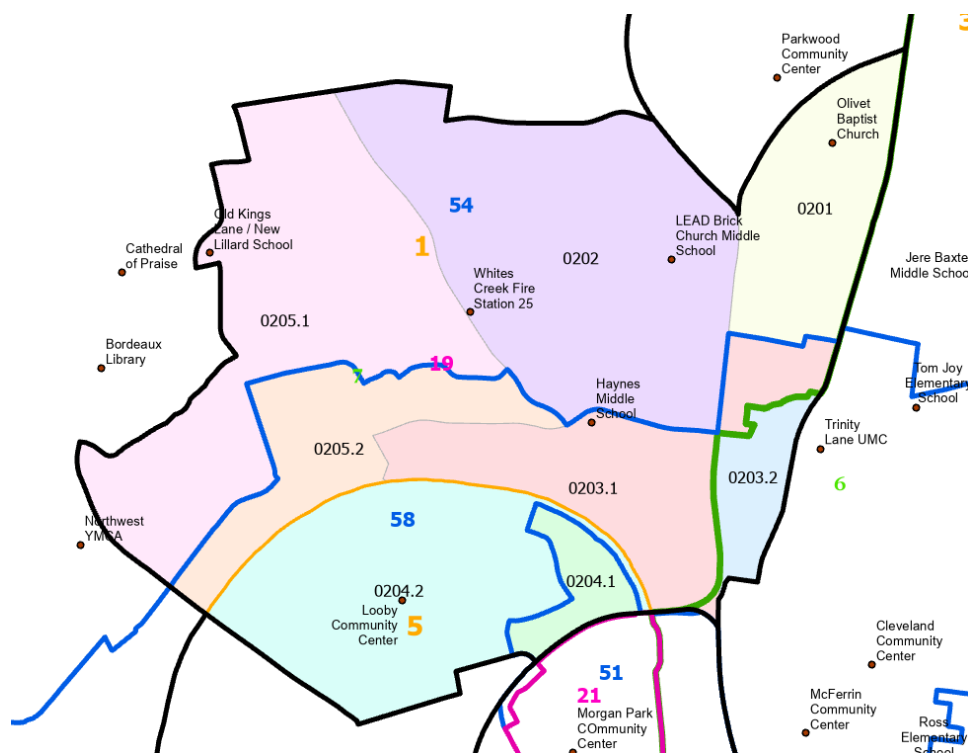 3
Parkwood
Community
Center
Olivet
Baptist
Church
54
0201
Old Kings
Lane / New
Lillard School
LEAD Brick
Church Middle
School
1
Cathedral
of Praise
0202
Jere Baxte
Middle Schoo
Whites
Creek Fire
Station 25
0205.1
Bordeaux
Library
19
7
Tom Joy
Elementary
School
Haynes
Middle
School
Trinity
Lane UMC
0205.2
0203.1
0203.2
6
58
Northwest
YMCA
0204.1
0204.2
Looby
Community
Center
5
Cleveland
Community
Center
51
21
McFerrin
Community
Center
Morgan Park
COmmunity
Center
Ross
Elementary
School